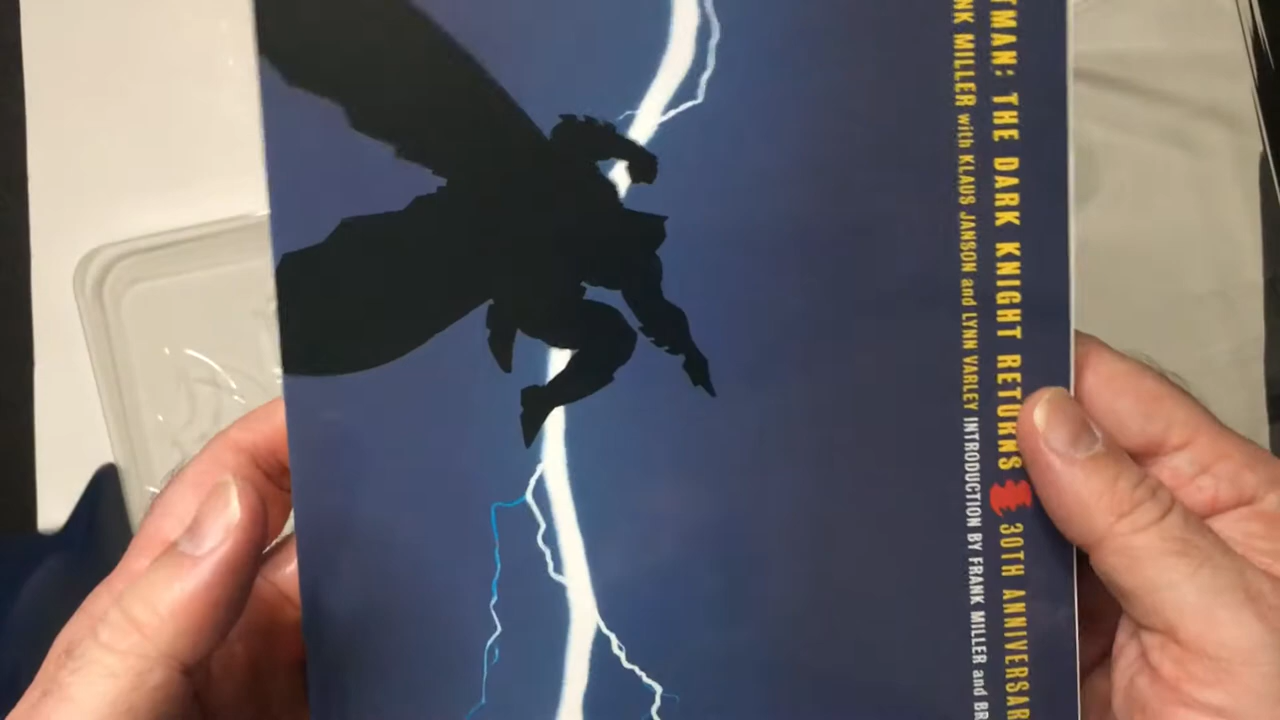 TMAN: THE DARK KNIGHT RETURNS 30TH ANNIVERSAR
NK MILLER with KLAUS JANSON and LYNN VARLEY INTRODUCTION BY FRANK MILLER and BR